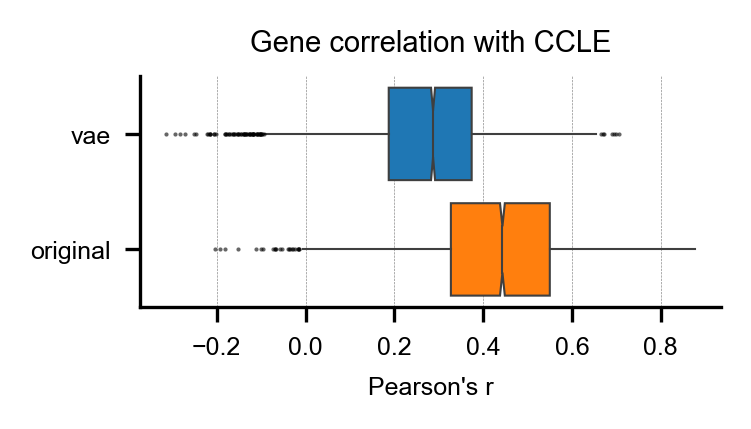 Gene correlation with CCLE
vae
original
−0.2 0.0 0.2 0.4 0.6 0.8
Pearson's r